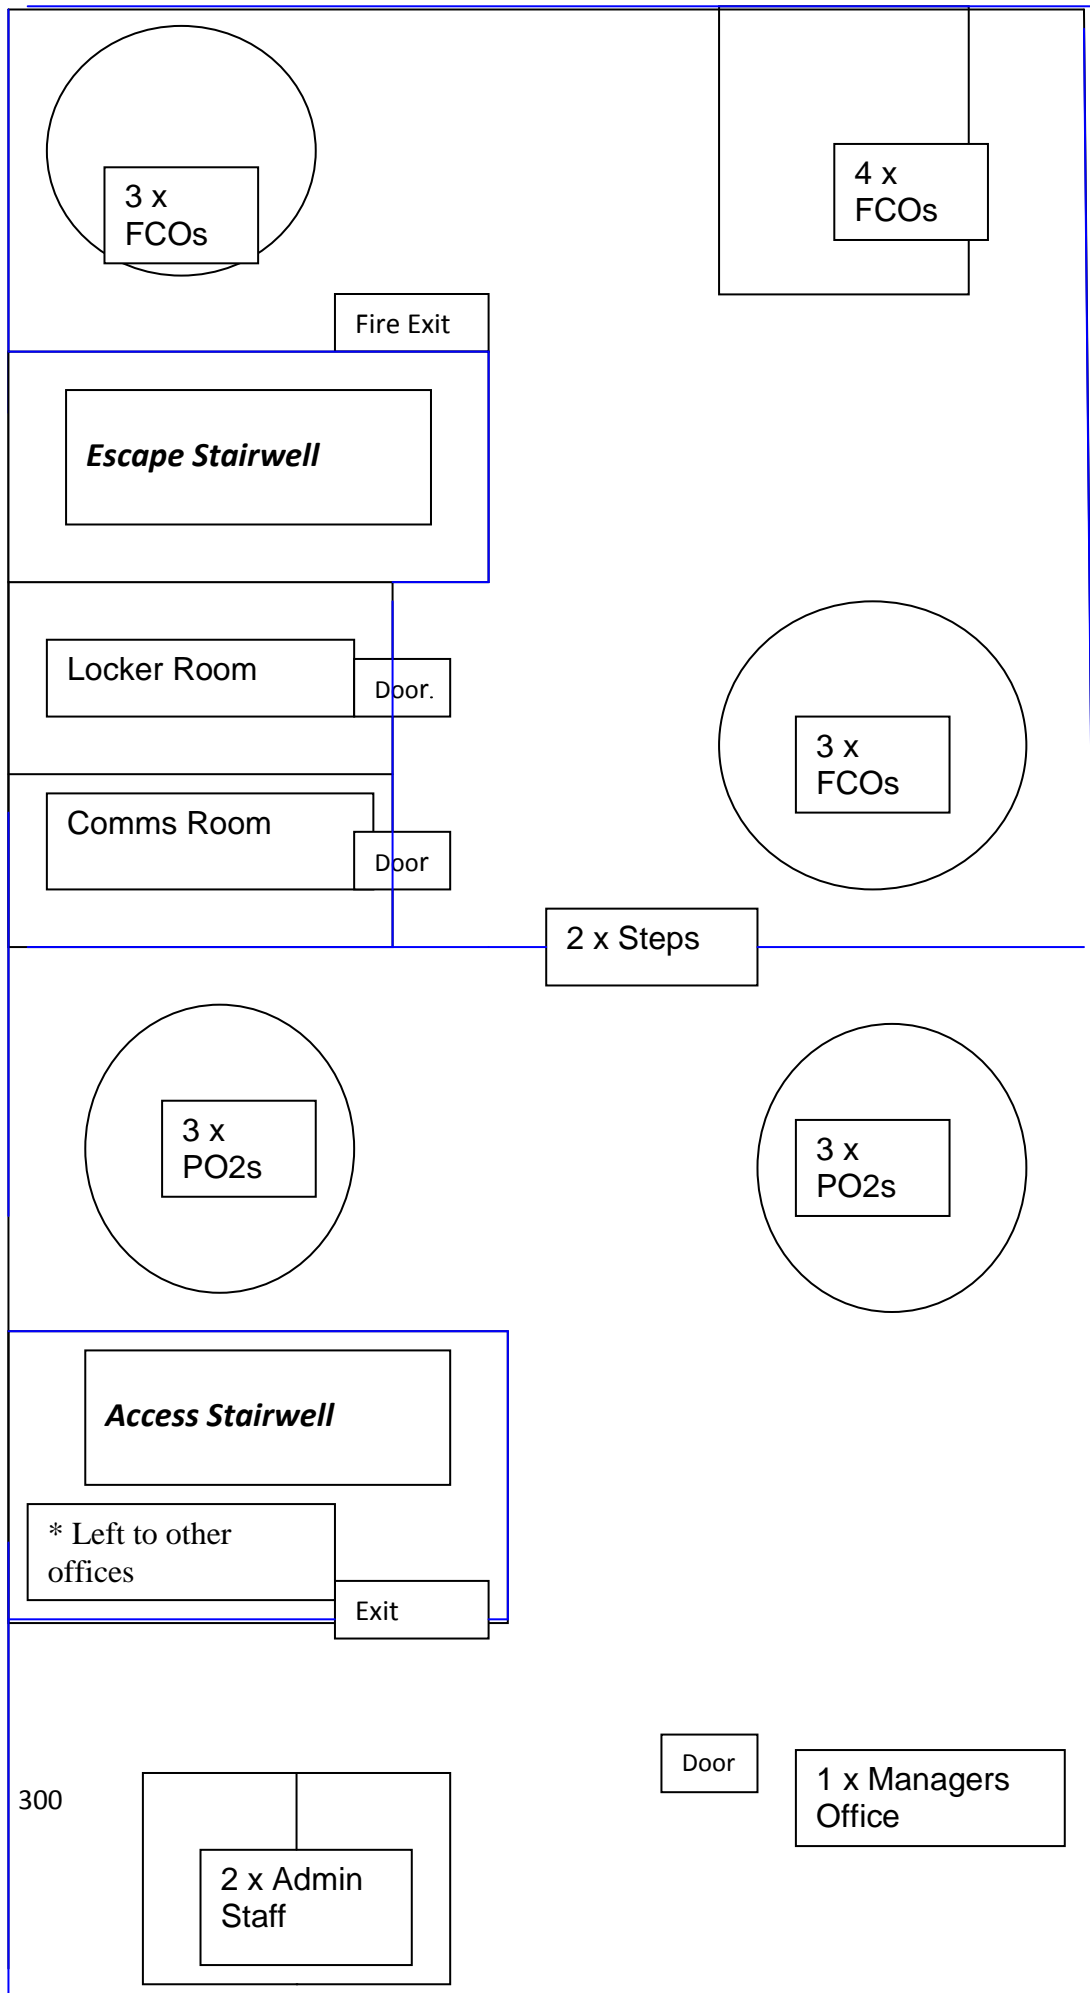 3 x
FCOs
4 x
FCOs
Fire Exit
Escape Stairwell
Locker Room
Door.
3 x
FCOs
Comms Room
Door
2 x Steps
3 x
PO2s
3 x
PO2s
Access Stairwell
* Left to other
offices
Exit
Door
1 x Managers
Office
300
2 x Admin
Staff